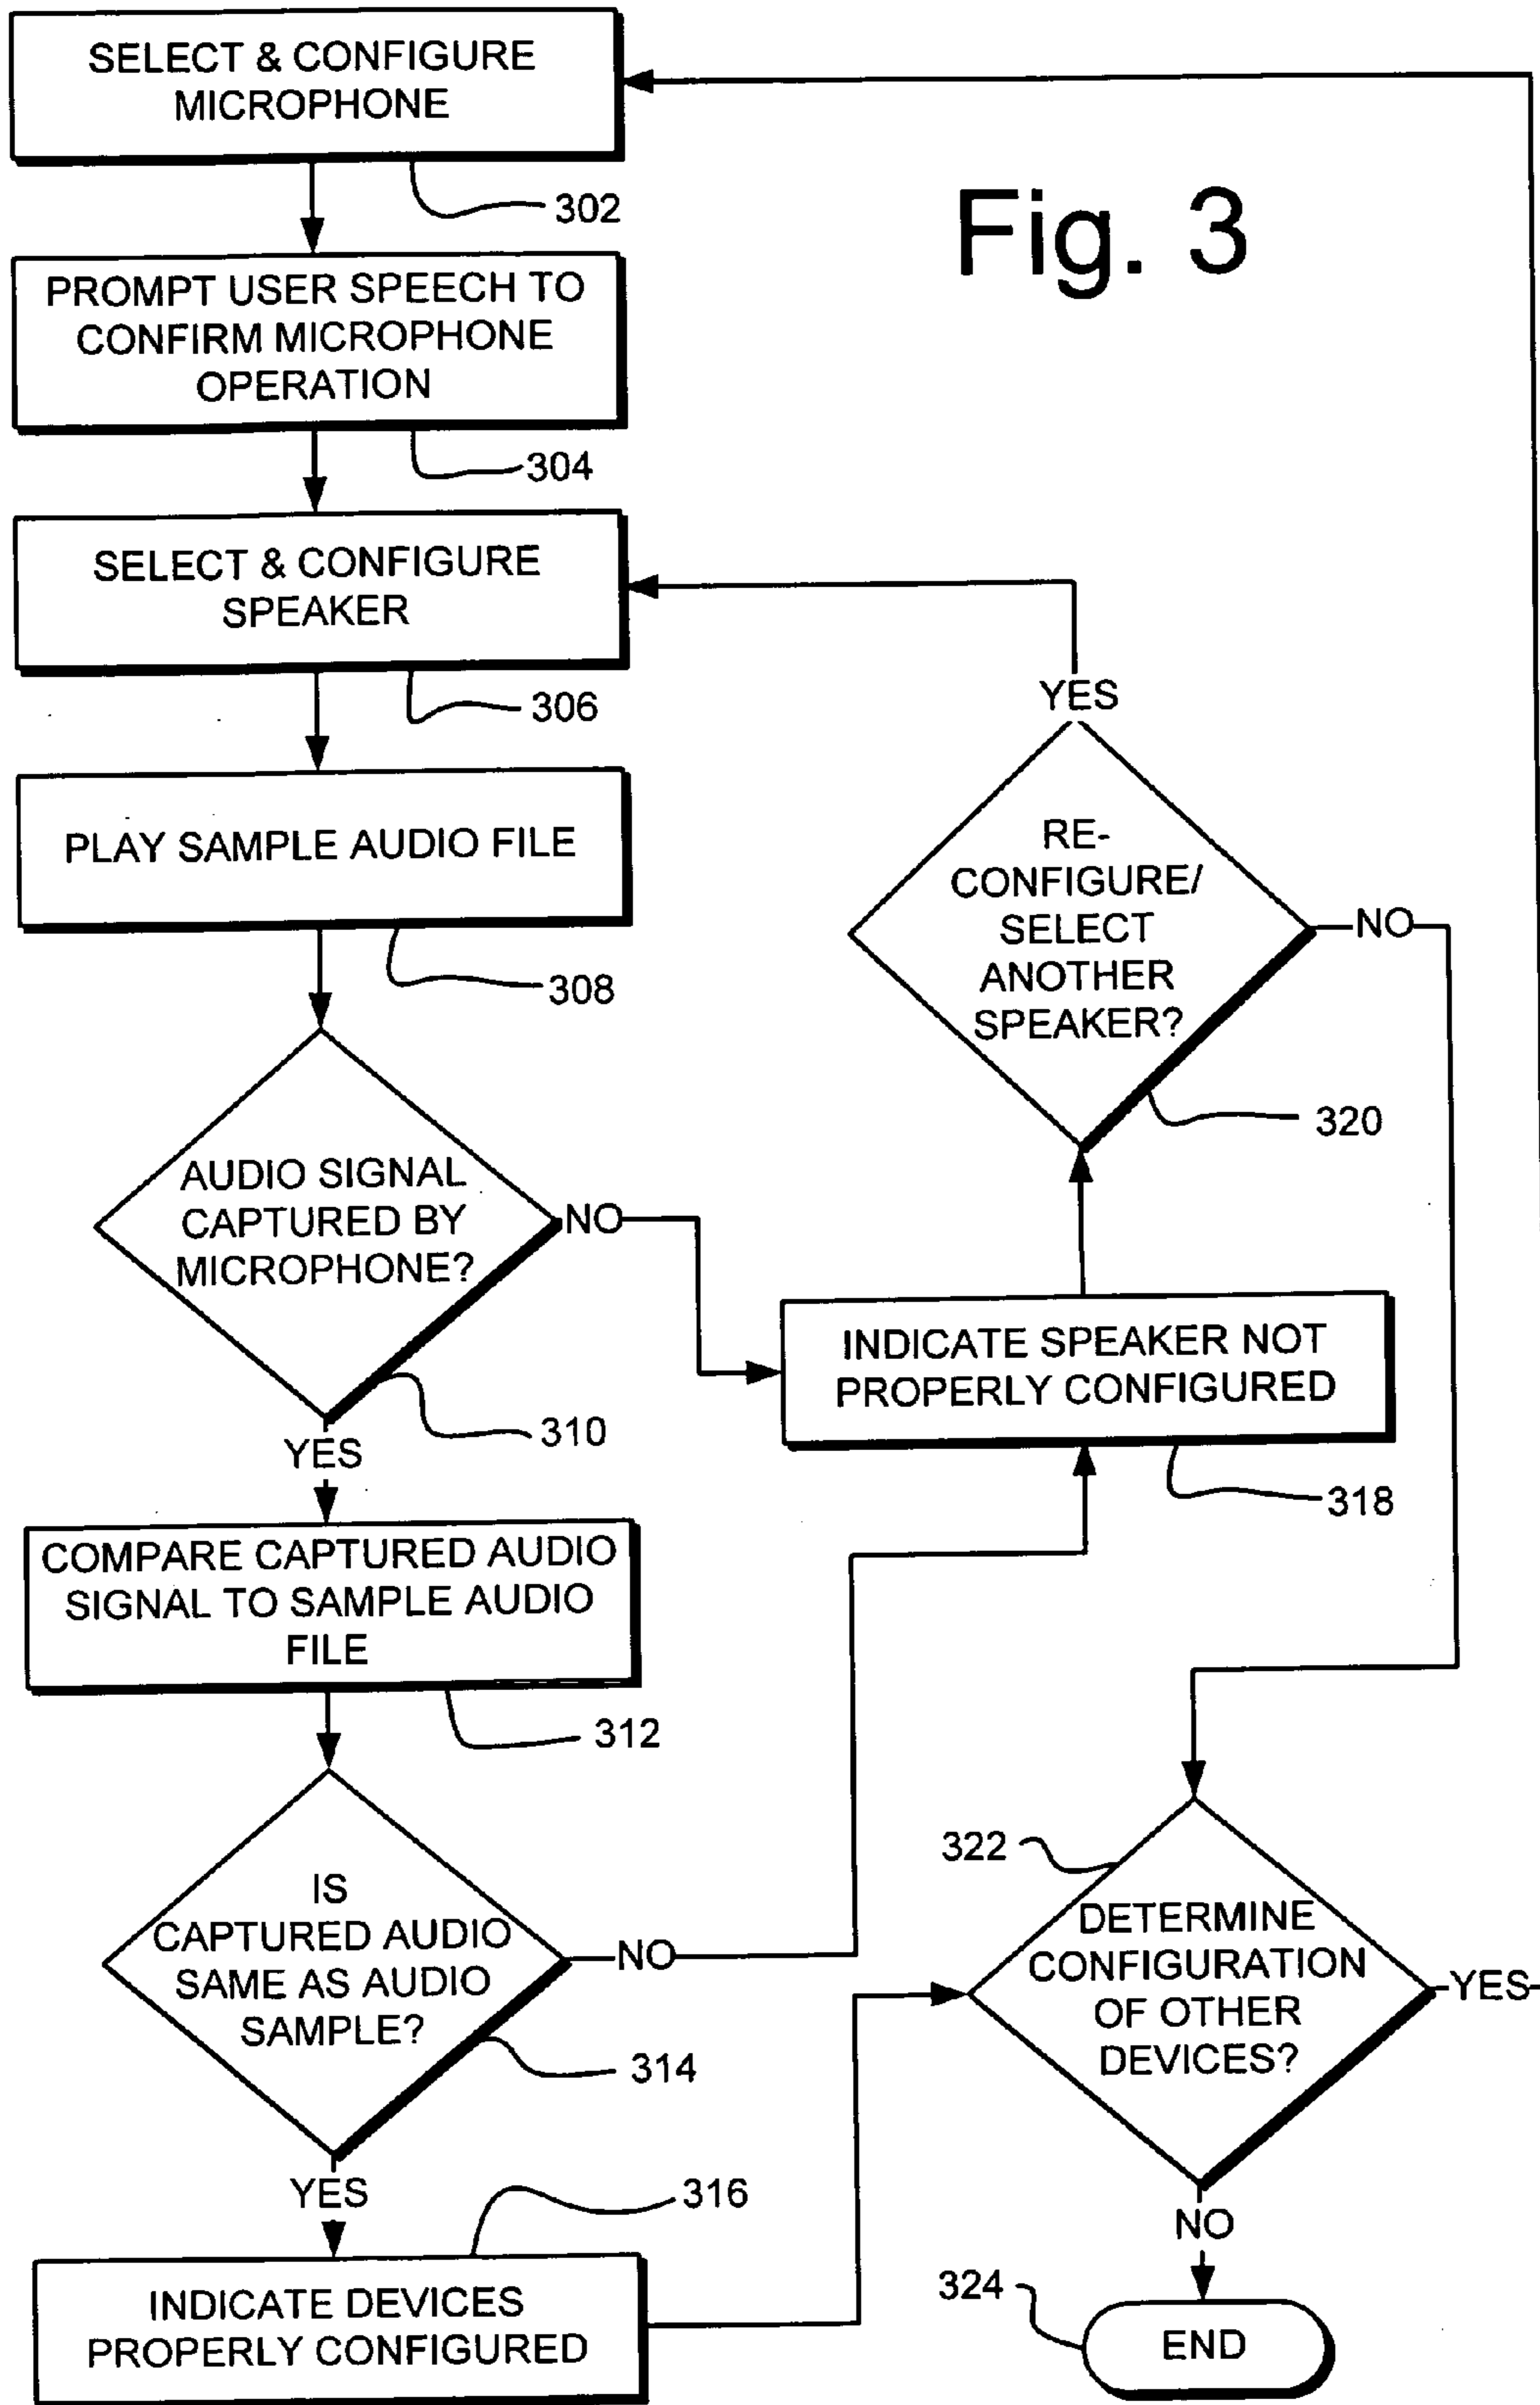 SELECT & CONFIGURE
MICROPHONE
302
Fig. 3
PROMPT USER SPEECH TO
CONFIRM MICROPHONE
OPERATION
304
SELECT & CONFIGURE
SPEAKER
306
YES
PLAY SAMPLE AUDIO FILE
308
RE-
CONFIGURE/
SELECT
ANOTHER
SPEAKER?
NO
320
AUDIO SIGNAL
CAPTURED BY
MICROPHONE?
NO
310
YES
INDICATE SPEAKER NOT
PROPERLY CONFIGURED
318
COMPARE CAPTURED AUDIO
SIGNAL TO SAMPLE AUDIO
FILE
312
IS
CAPTURED AUDIO
SAME AS AUDIO
SAMPLE?
NO
314
YES
322
DETERMINE
CONFIGURATION
OF OTHER
DEVICES?
YES
NO
316
INDICATE DEVICES
PROPERLY CONFIGURED
324
END